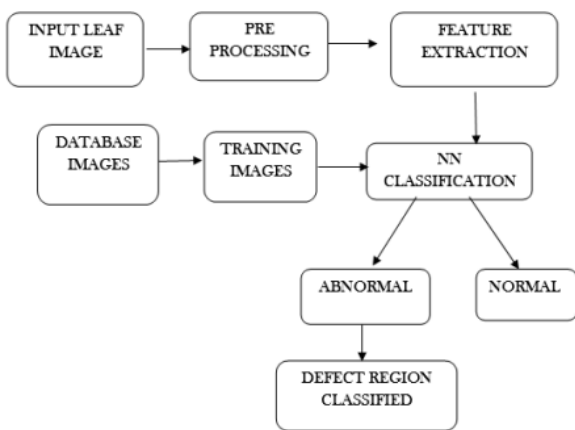 INPUT LEAF
IMAGE
PRE
PROCESSING
FEATURE
EXTRACTION
DATABASE
IMAGES
TRAINING
IMAGES
NN
CLASSIFICATION
ABNORMAL
NORMAL
DEFECT REGION
CLASSIFIED